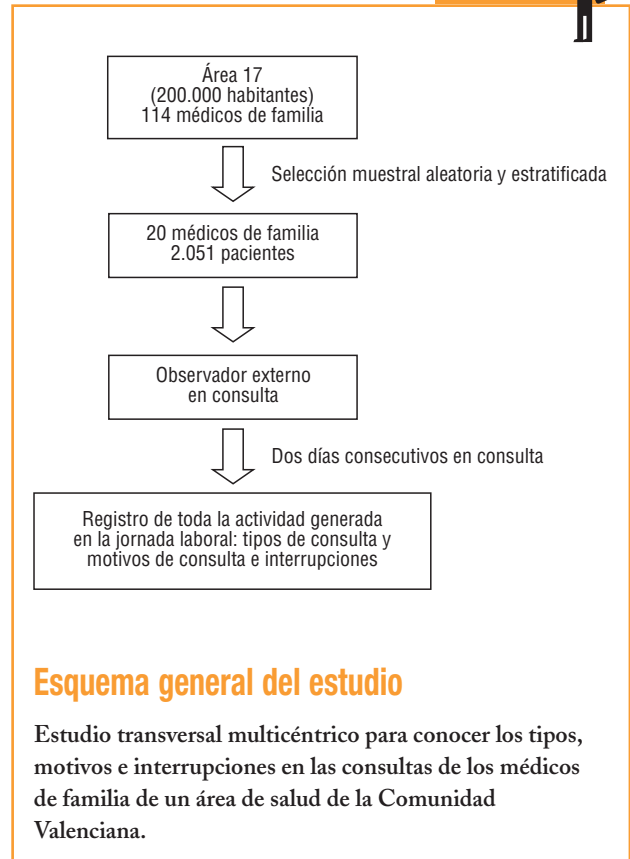 Área 17
(200.000 habitantes)
114 médicos de familia
Selección muestral aleatoria y estratificada
20 médicos de familia
2.051 pacientes
Observador externo
en consulta
Dos días consecutivos en consulta
Registro de toda la actividad generada
en la jornada laboral: tipos de consulta y
motivos de consulta e interrupciones
Esquema general del estudio
Estudio transversal multicéntrico para conocer los tipos,
motivos e interrupciones en las consultas de los médicos
de familia de un área de salud de la Comunidad
Valenciana.